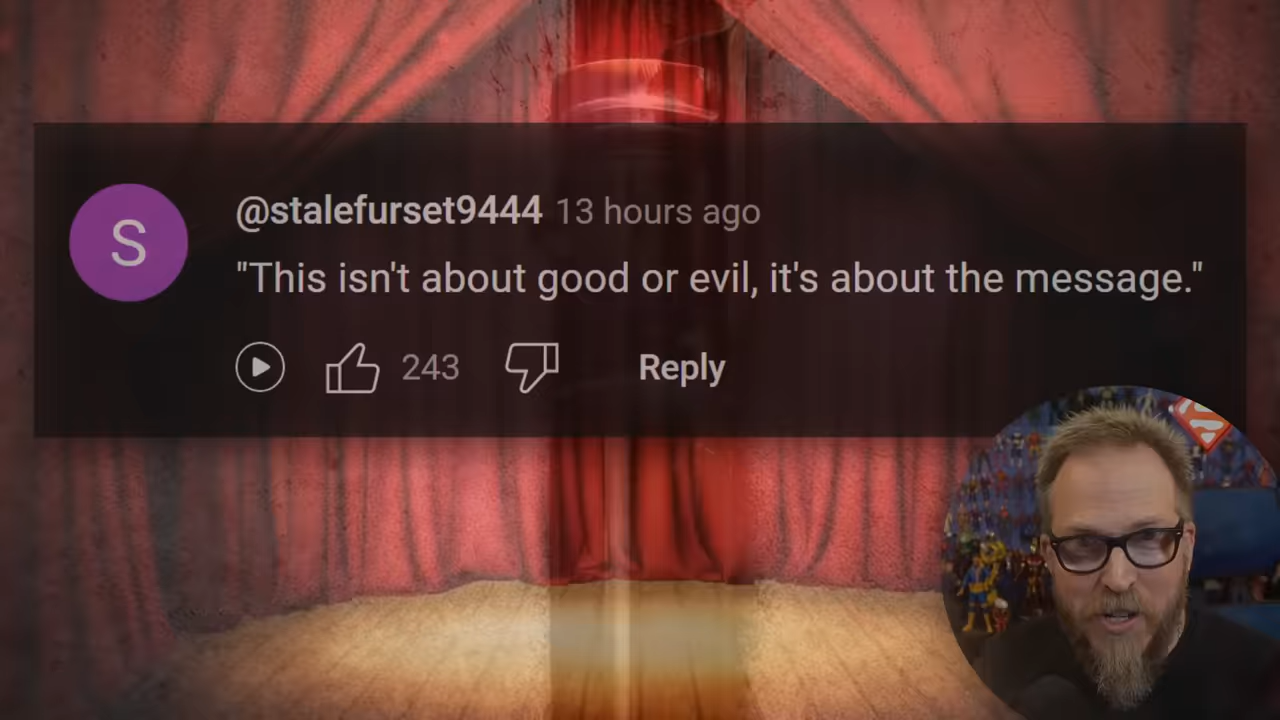 S
@stalefurset9444 13 hours ago
"This isn't about good or evil, it's about the message."
243
Reply